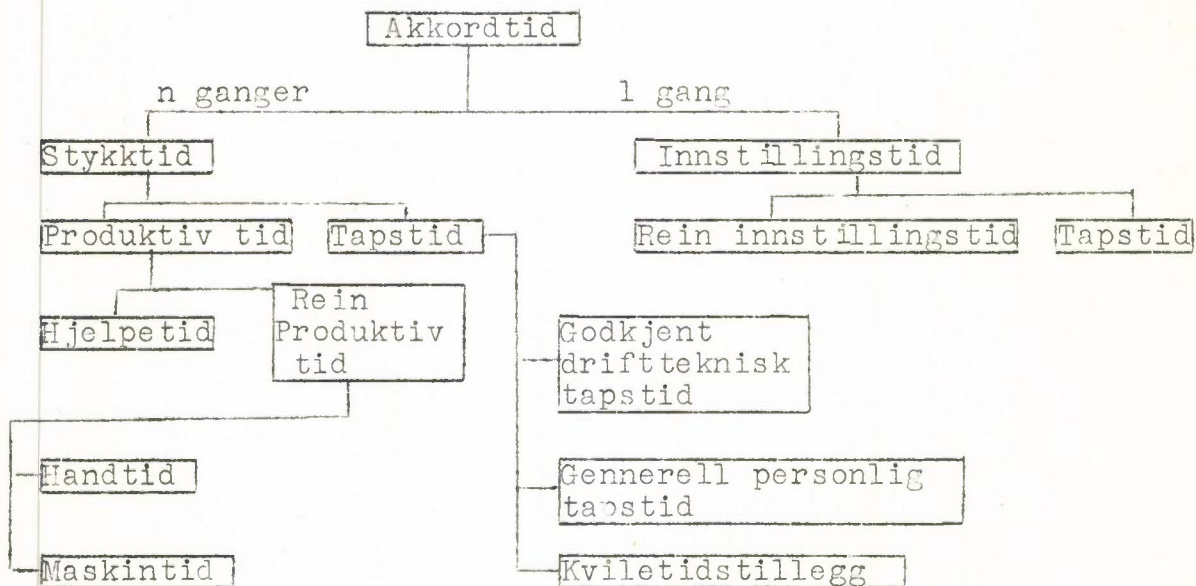 Akkordtid
n ganger
1 gang
Stykktid
Innstillingstid
Produktiv tid
Tapstid
Rein innstillingstid
Tapstid
Hjelpetid
Rein
Produktiv
tid
Godkjent
driftteknisk
tapstid
Handtid
Gennerell personlig
tapstid
Maskintid
Kviletidstillegg